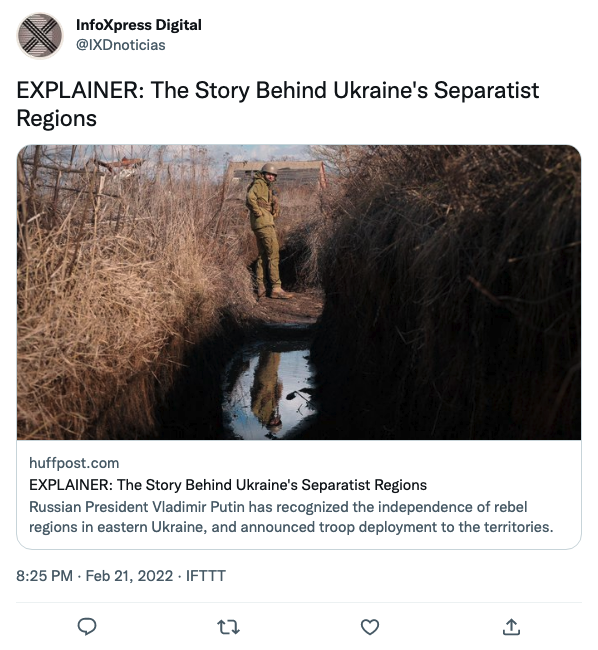 InfoXpress Digital
@IXDnoticias
EXPLAINER: The Story Behind Ukraine's Separatist
Regions
huffpost.com
EXPLAINER: The Story Behind Ukraine's Separatist Regions
Russian President Vladimir Putin has recognized the independence of rebel
regions in eastern Ukraine, and announced troop deployment to the territories.
8:25 PM · Feb 21, 2022 · IFTTT